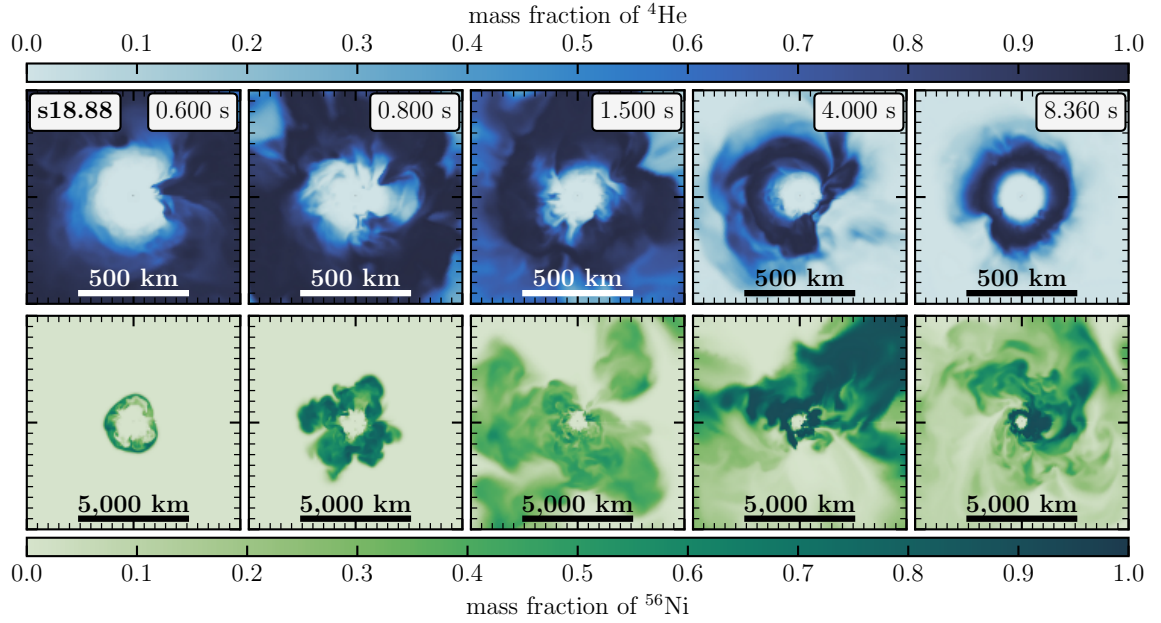 mass fraction of ⁴He
0.0 0.1 0.2 0.3 0.4 0.5 0.6 0.7 0.8 0.9 1.0
s18.88 0.600 s 0.800 s 1.500 s 4.000 s 8.360 s
500 km 500 km 500 km 500 km 500 km
5,000 km 5,000 km 5,000 km 5,000 km 5,000 km
0.0 0.1 0.2 0.3 0.4 0.5 0.6 0.7 0.8 0.9 1.0
mass fraction of ⁵⁶Ni